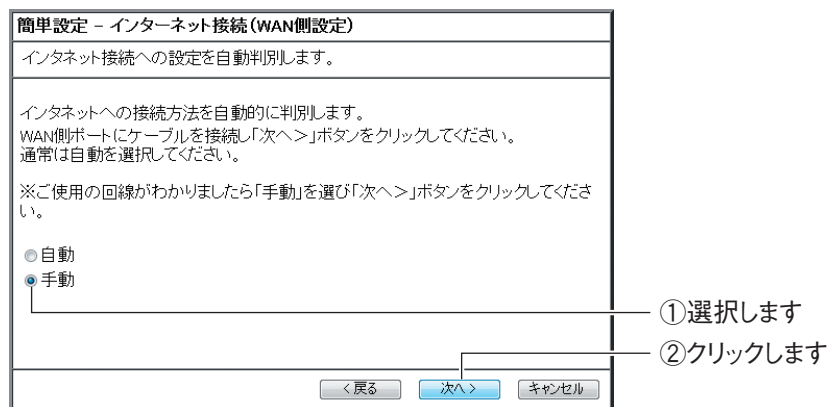 簡単設定 – インターネット接続(WAN側設定)
インタネット接続への設定を自動判別します。
インタネットへの接続方法を自動的に判別します。
WAN側ポートにケーブルを接続し「次へ>」ボタンをクリックしてください。
通常は自動を選択してください。
※ご使用の回線がわかりましたら「手動」を選び「次へ>」ボタンをクリックしてくださ
い。
自動
手動
①選択します
②クリックします
<戻る 次へ> キャンセル